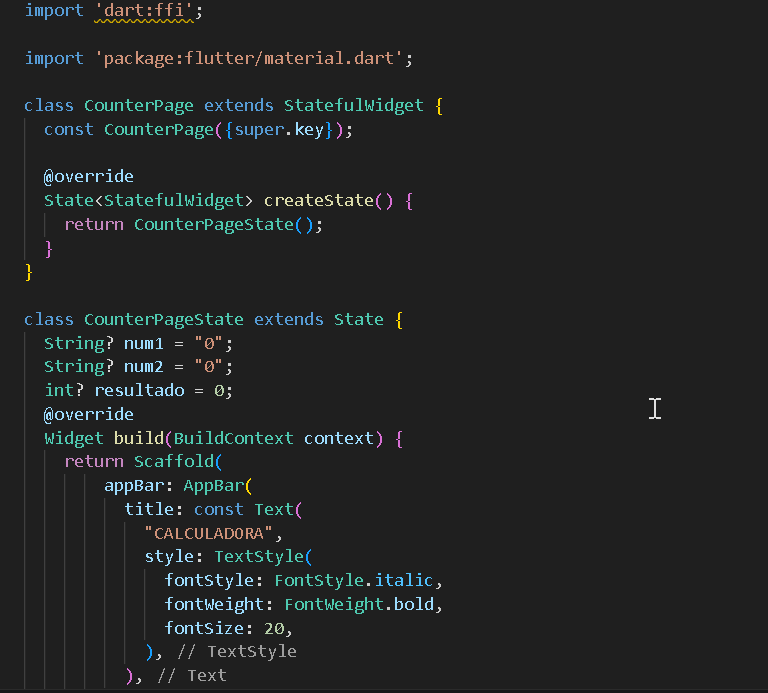 import 'dart:ffi';
import 'package:flutter/material.dart';
class CounterPage extends StatefulWidget {
const CounterPage({super.key});
@override
State<StatefulWidget> createState() {
return CounterPageState();
}
}
class CounterPageState extends State {
String? num1 = "0";
String? num2 = "0";
int? resultado = 0;
@override
Widget build(BuildContext context) {
return Scaffold(
appBar: AppBar(
title: const Text(
"CALCULADORA",
style: TextStyle(
fontStyle: FontStyle.italic,
fontWeight: FontWeight.bold,
fontSize: 20,
), // TextStyle
), // Text